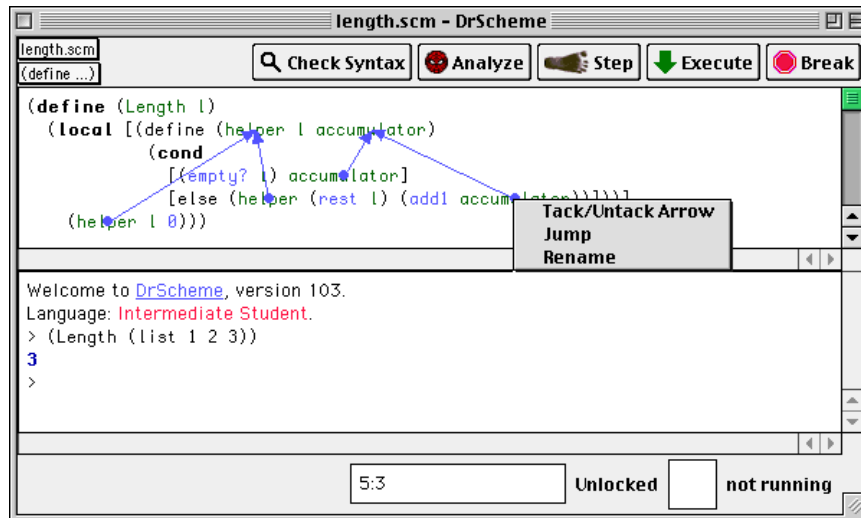 length.scm - DrScheme
length.scm
(define ...)
Check Syntax Analyze Step Execute Break
(define (Length l)
(local [(define (helper l accumulator)
(cond
[(empty? l) accumulator]
[else (helper (rest l) (add1 accumulator))]))]
(helper l 0)))
Tack/Untack Arrow
Jump
Rename
Welcome to DrScheme, version 103.
Language: Intermediate Student.
> (Length (list 1 2 3))
3
>
5:3 Unlocked not running